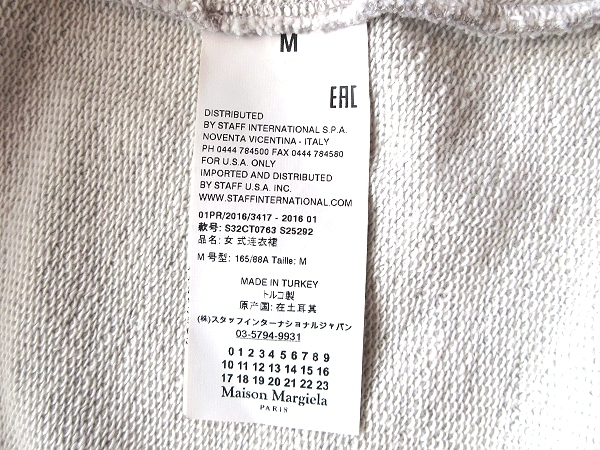 M
EAC
DISTRIBUTED
BY STAFF INTERNATIONAL S.P.A.
NOVENTA VICENTINA - ITALY
PH 0444 784500 FAX 0444 784580
FOR U.S.A. ONLY
IMPORTED AND DISTRIBUTED
BY STAFF U.S.A. INC.
WWW.STAFFINTERNATIONAL.COM
01PR/2016/3417 - 2016 01
款号: S32CT0763 S25292
品名: 女 式连衣裙
M 号型: 165/88A Taille: M
MADE IN TURKEY
トルコ製
原产国: 在土耳其
(株)スタッフインターナショナルジャパン
03-5794-9931
0 1 2 3 4 5 6 7 8 9
10 11 12 13 14 15 16
17 18 19 20 21 22 23
Maison Margiela
PARIS